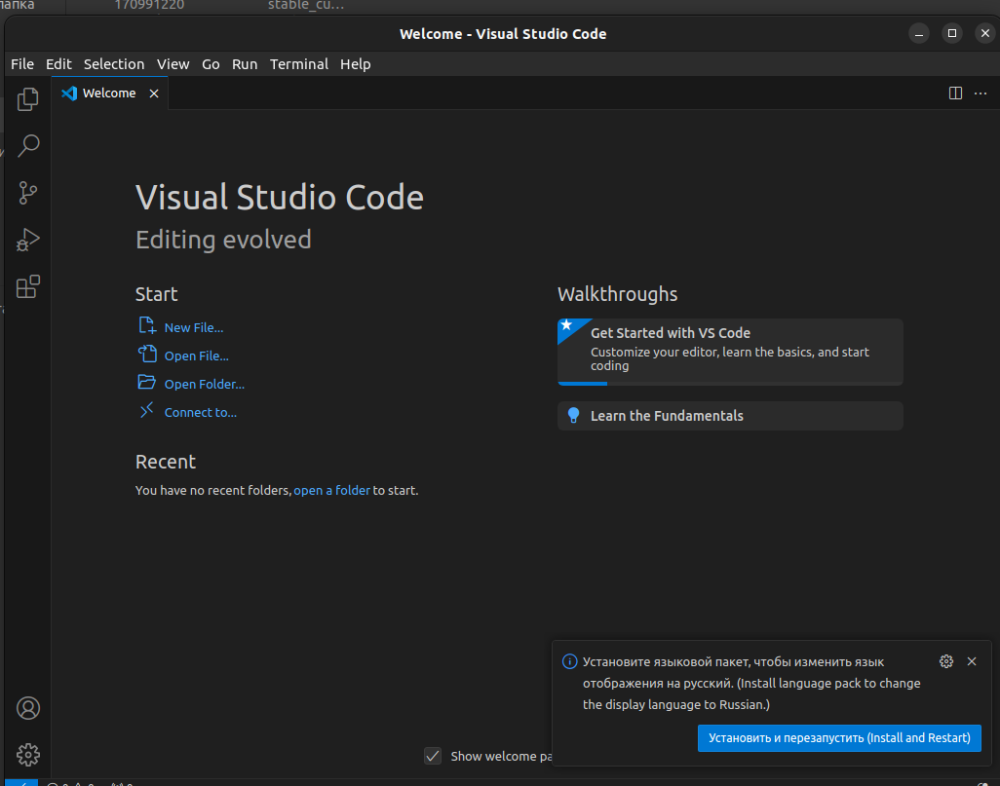 папка 170991220 stable_cu...
Welcome - Visual Studio Code
File Edit Selection View Go Run Terminal Help
Welcome
Visual Studio Code
Editing evolved
Start
New File...
Open File...
Open Folder...
Connect to...
Recent
You have no recent folders, open a folder to start.
Walkthroughs
Get Started with VS Code
Customize your editor, learn the basics, and start
coding
Learn the Fundamentals
Установите языковой пакет, чтобы изменить язык
отображения на русский. (Install language pack to change
the display language to Russian.)
Установить и перезапустить (Install and Restart)
Show welcome pa